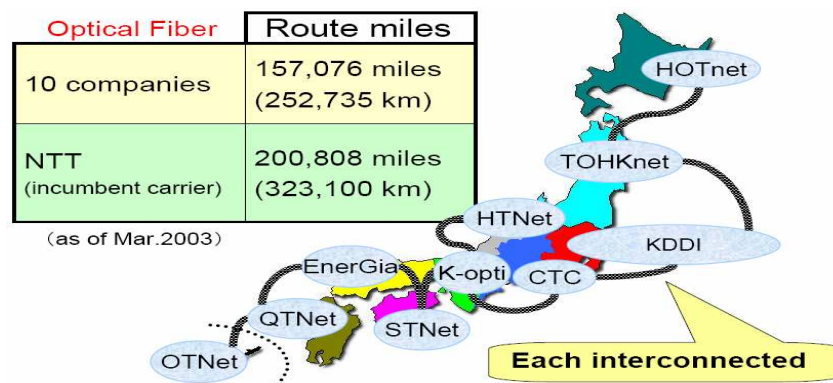 Optical Fiber Route miles
10 companies 157,076 miles
(252,735 km)
NTT 200,808 miles
(incumbent carrier) (323,100 km)
(as of Mar.2003)
HOTnet
TOHKnet
HTNet
KDDI
EnerGia
K-opti
CTC
QTNet
STNet
OTNet
Each interconnected